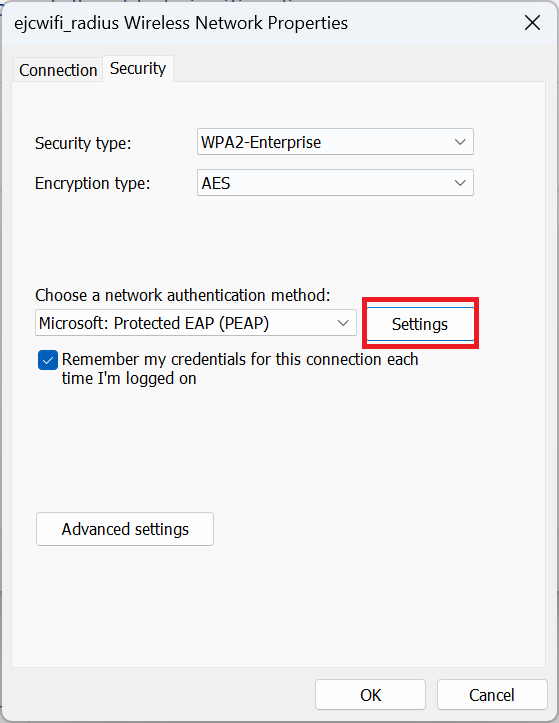 ejcwifi_radius Wireless Network Properties
Connection
Security
Security type:
WPA2-Enterprise
Encryption type:
AES
Choose a network authentication method:
Microsoft: Protected EAP (PEAP)
Settings
Remember my credentials for this connection each
time I'm logged on
Advanced settings
OK
Cancel